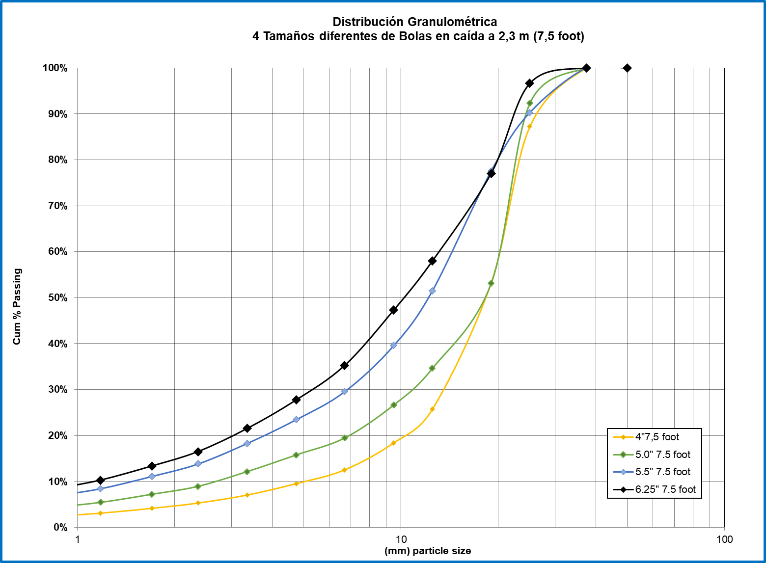 Distribución Granulométrica
4 Tamaños diferentes de Bolas en caída a 2,3 m (7,5 foot)
100%
90%
80%
70%
60%
50%
40%
30%
20%
10%
0%
Cum % Passing
1
10
100
(mm) particle size
4"7,5 foot
5.0" 7.5 foot
5.5" 7.5 foot
6.25" 7.5 foot